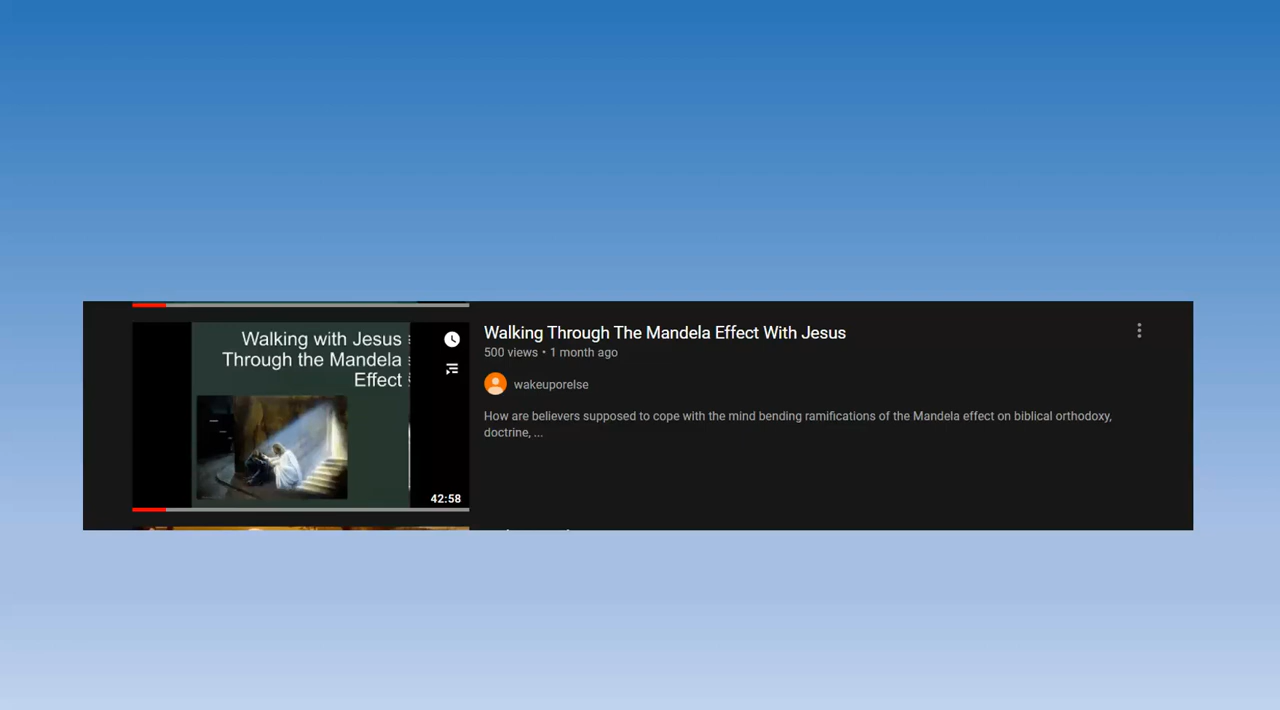 Walking with Jesus
Through the Mandela
Effect
42:58
Walking Through The Mandela Effect With Jesus
500 views • 1 month ago
wakeuporelse
How are believers supposed to cope with the mind bending ramifications of the Mandela effect on biblical orthodoxy,
doctrine, ...